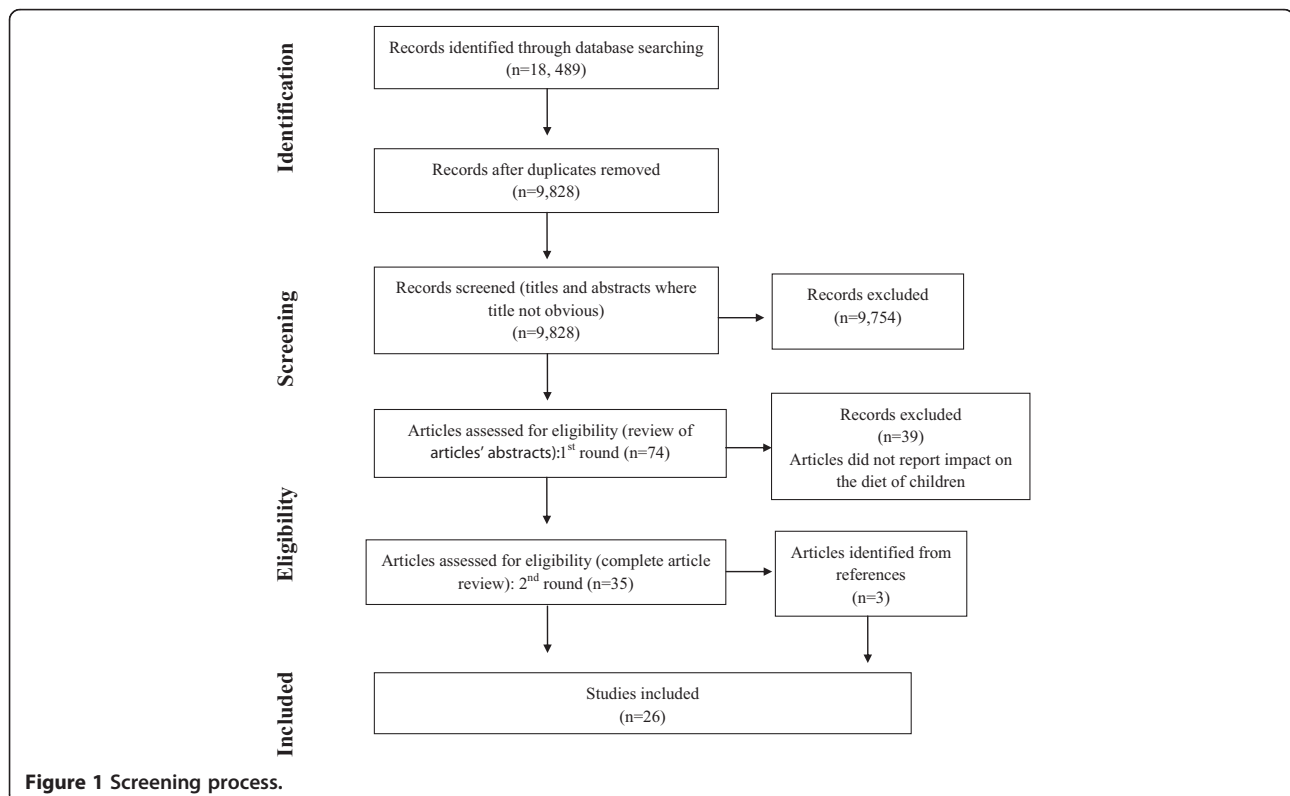 Identification
Records identified through database searching
(n=18, 489)
Records after duplicates removed
(n=9,828)
Screening
Records screened (titles and abstracts where
title not obvious)
(n=9,828)
Records excluded
(n=9,754)
Eligibility
Articles assessed for eligibility (review of
articles' abstracts):1st round (n=74)
Records excluded
(n=39)
Articles did not report impact on
the diet of children
Articles assessed for eligibility (complete article
review): 2nd round (n=35)
Articles identified from
references
(n=3)
Included
Studies included
(n=26)
Figure 1 Screening process.